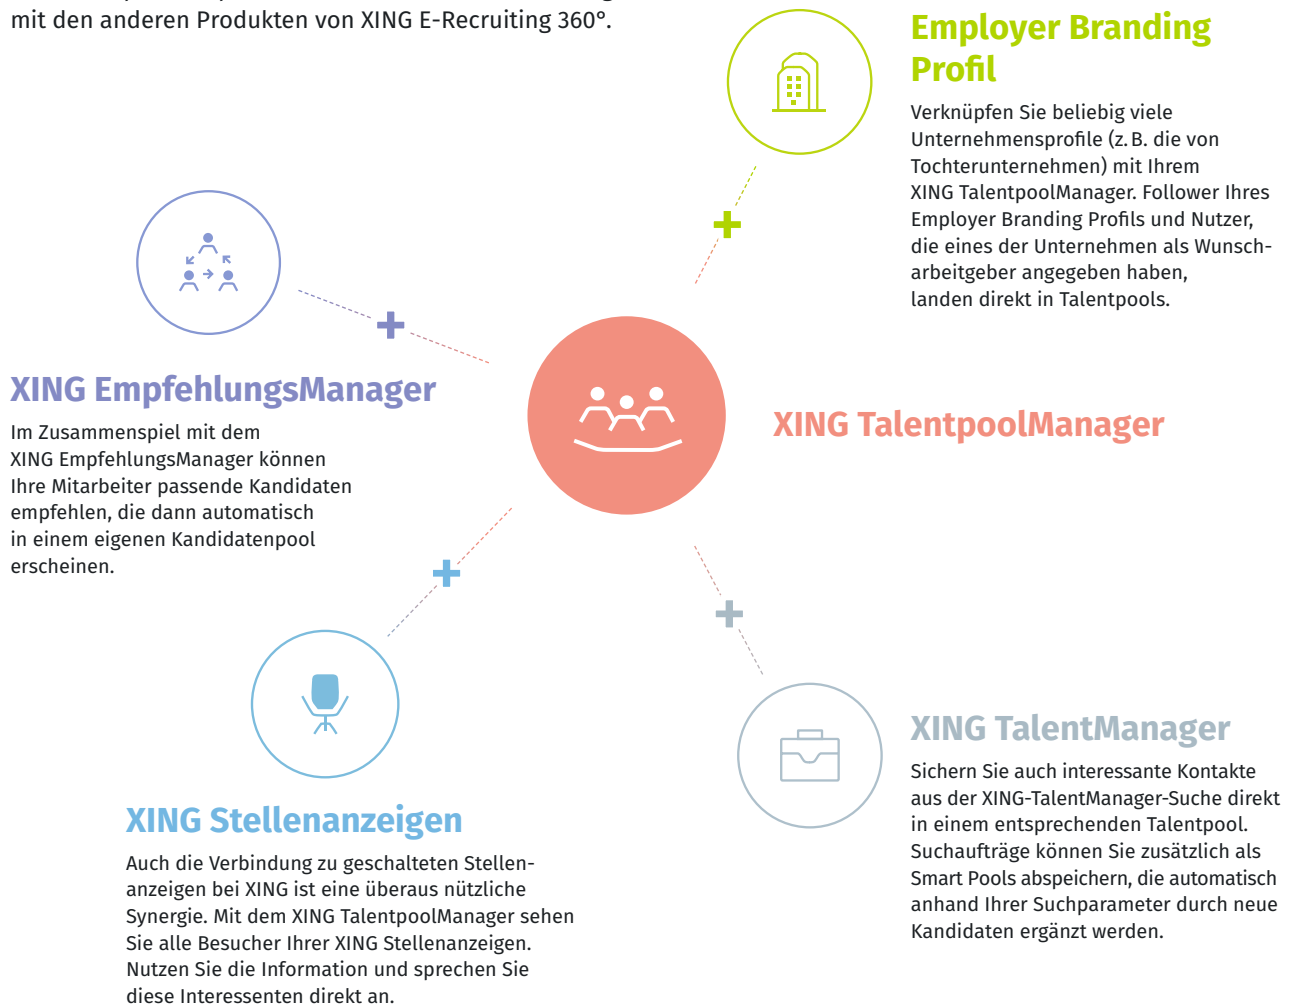 mit den anderen Produkten von XING E-Recruiting 360°.
Employer Branding
Profil
Verknüpfen Sie beliebig viele
Unternehmensprofile (z. B. die von
Tochterunternehmen) mit Ihrem
XING TalentpoolManager. Follower Ihres
Employer Branding Profils und Nutzer,
die eines der Unternehmen als Wunsch-
arbeitgeber angegeben haben,
landen direkt in Talentpools.
XING EmpfehlungsManager
Im Zusammenspiel mit dem
XING EmpfehlungsManager können
Ihre Mitarbeiter passende Kandidaten
empfehlen, die dann automatisch
in einem eigenen Kandidatenpool
erscheinen.
XING TalentpoolManager
XING Stellenanzeigen
Auch die Verbindung zu geschalteten Stellen-
anzeigen bei XING ist eine überaus nützliche
Synergie. Mit dem XING TalentpoolManager sehen
Sie alle Besucher Ihrer XING Stellenanzeigen.
Nutzen Sie die Information und sprechen Sie
diese Interessenten direkt an.
XING TalentManager
Sichern Sie auch interessante Kontakte
aus der XING-TalentManager-Suche direkt
in einem entsprechenden Talentpool.
Suchaufträge können Sie zusätzlich als
Smart Pools abspeichern, die automatisch
anhand Ihrer Suchparameter durch neue
Kandidaten ergänzt werden.